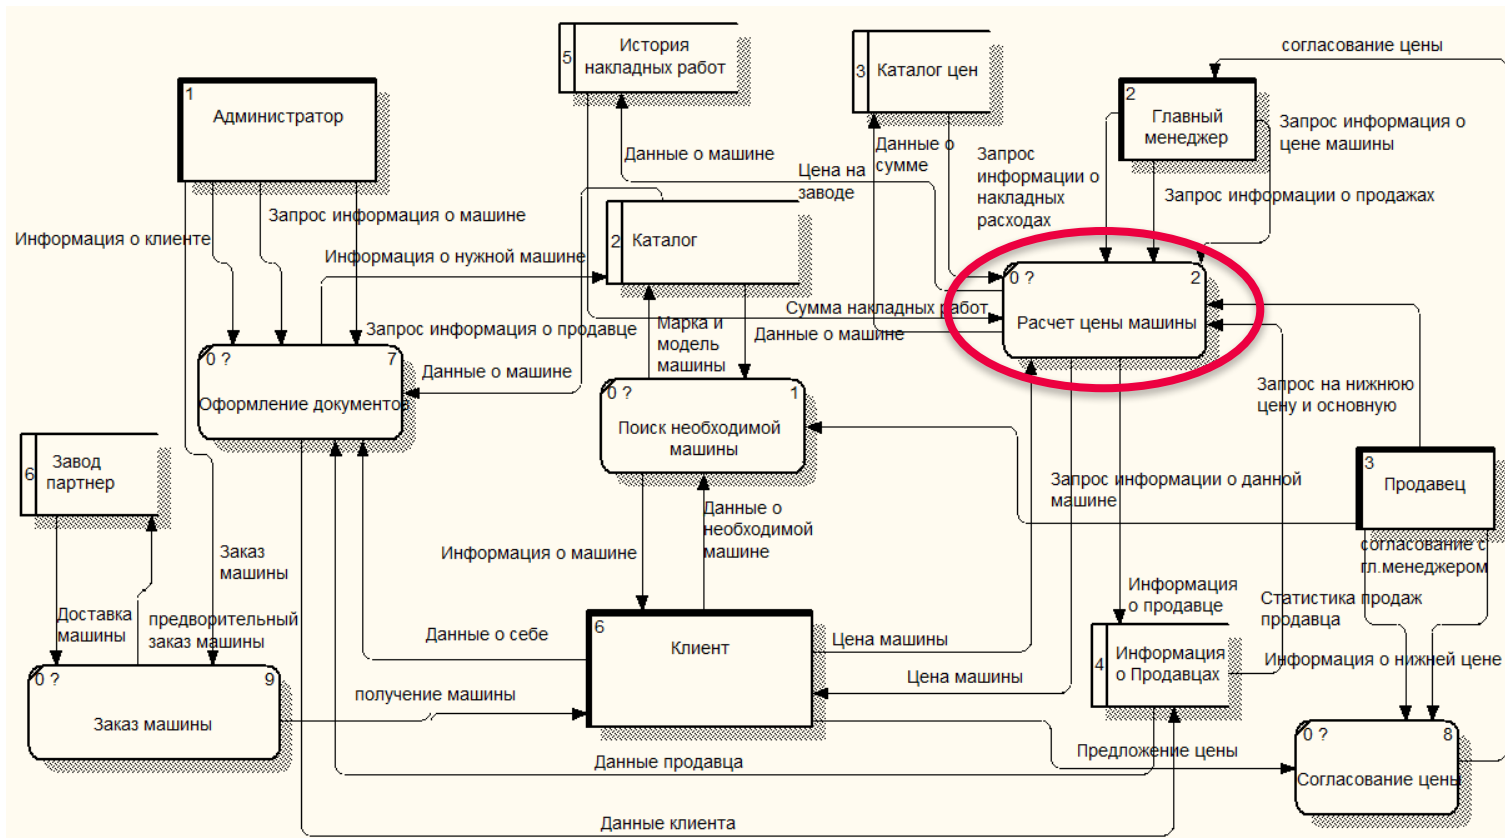 5
История
накладных работ
3
Каталог цен
согласование цены
1
Администратор
2
Главный
менеджер
Запрос информация о
цене машины
Данные о машине
Данные о
сумме
Запрос
информации о
накладных
расходах
Цена на
заводе
Запрос информации о продажах
Запрос информация о машине
Информация о клиенте
2
Каталог
Информация о нужной машине
0 ?
2
Расчет цены машины
Сумма накладных работ
Марка и
модель
машины
Данные о машине
Запрос информация о продавце
0 ?
7
Оформление документов
Данные о машине
0 ?
1
Поиск необходимой
машины
Запрос на нижнюю
цену и основную
6
Завод
партнер
3
Продавец
Запрос информации о данной
машине
Данные о
необходимой
машине
Информация о машине
Заказ
машины
согласование с
гл.менеджером
Доставка
машины
предворительный
заказ машины
Данные о себе
6
Клиент
Цена машины
Цена машины
Информация
о продавце
Статистика продаж
продавца
4
Информация
о Продавцах
Информация о нижней цене
0 ?
9
Заказ машины
получение машины
Данные продавца
Предложение цены
0 ?
8
Согласование цены
Данные клиента